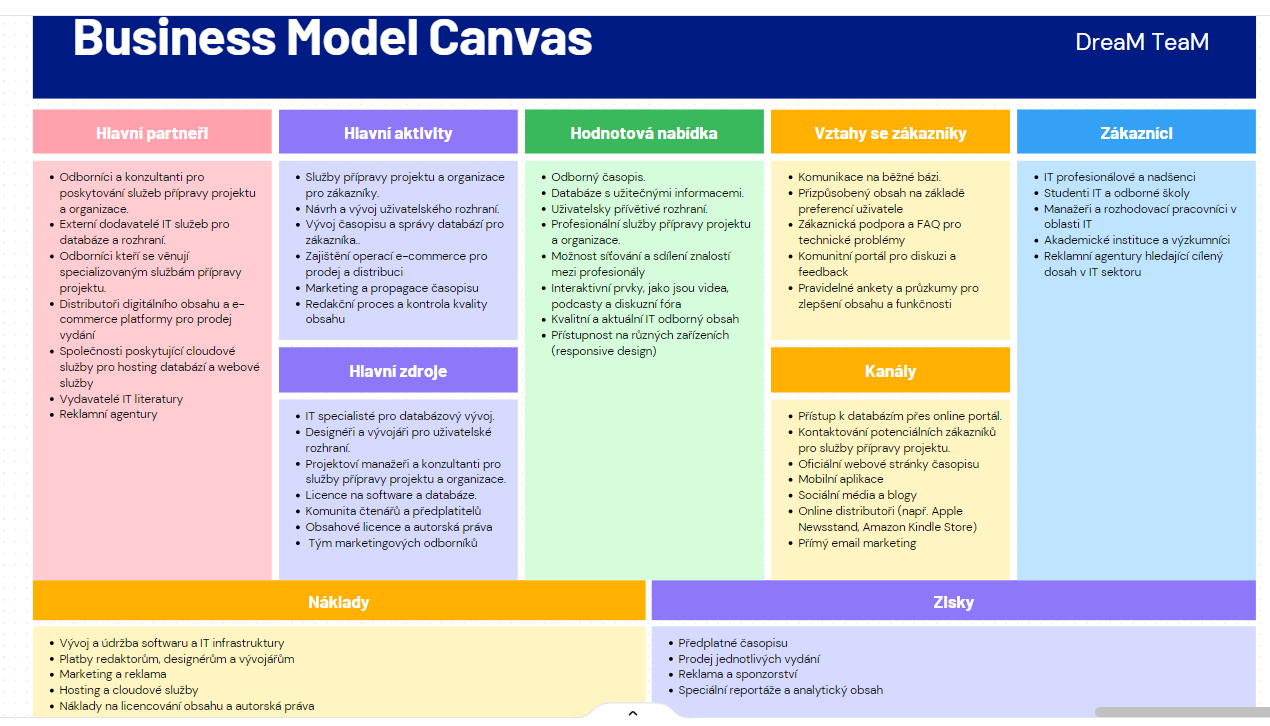 Business Model Canvas
DreaM TeaM
Hlavní partneři
• Odborníci a konzultanti pro
poskytování služeb přípravy projektu
a organizace.
• Externí dodavatelé IT služeb pro
databáze a rozhraní.
• Odborníci kteří se věnují
specializovaným službám přípravy
projektu.
• Distributoři digitálního obsahu a e-
commerce platformy pro prodej
vydání
• Společnosti poskytující cloudové
služby pro hosting databází a webové
služby
• Vydavatelé IT literatury
• Reklamní agentury
Hlavní aktivity
• Služby přípravy projektu a organizace
pro zákazníky.
• Návrh a vývoj uživatelského rozhraní.
• Vývoj časopisu a správy databází pro
zákazníka..
• Zajištění operací e-commerce pro
prodej a distribuci
• Marketing a propagace časopisu
• Redakční proces a kontrola kvality
obsahu
Hlavní zdroje
• IT specialisté pro databázový vývoj.
• Designéři a vývojáři pro uživatelské
rozhraní.
• Projektoví manažeři a konzultanti pro
služby přípravy projektu a organizace.
• Licence na software a databáze.
• Komunita čtenářů a předplatitelů
• Obsahové licence a autorská práva
• Tým marketingových odborníků
Hodnotová nabídka
• Odborný časopis.
• Databáze s užitečnými informacemi.
• Uživatelsky přívětivé rozhraní.
• Profesionální služby přípravy projektu
a organizace.
• Možnost síťování a sdílení znalostí
mezi profesionály
• Interaktivní prvky, jako jsou videa,
podcasty a diskuzní fóra
• Kvalitní a aktuální IT odborný obsah
• Přístupnost na různých zařízeních
(responsive design)
Vztahy se zákazníky
• Komunikace na běžné bázi.
• Přizpůsobený obsah na základě
preferencí uživatele
• Zákaznická podpora a FAQ pro
technické problémy
• Komunitní portál pro diskuzi a
feedback
• Pravidelné ankety a průzkumy pro
zlepšení obsahu a funkčnosti
Kanály
• Přístup k databázím přes online portál.
• Kontaktování potenciálních zákazníků
pro služby přípravy projektu.
• Oficiální webové stránky časopisu
• Mobilní aplikace
• Sociální média a blogy
• Online distributoři (např. Apple
Newsstand, Amazon Kindle Store)
• Přímý email marketing
Zákazníci
• IT profesionálové a nadšenci
• Studenti IT a odborné školy
• Manažeři a rozhodovací pracovníci v
oblasti IT
• Akademické instituce a výzkumníci
• Reklamní agentury hledající cílený
dosah v IT sektoru
Náklady
• Vývoj a údržba softwaru a IT infrastruktury
• Platby redaktorům, designérům a vývojářům
• Marketing a reklama
• Hosting a cloudové služby
• Náklady na licencování obsahu a autorská práva
Zisky
• Předplatné časopisu
• Prodej jednotlivých vydání
• Reklama a sponzorství
• Speciální reportáže a analytický obsah